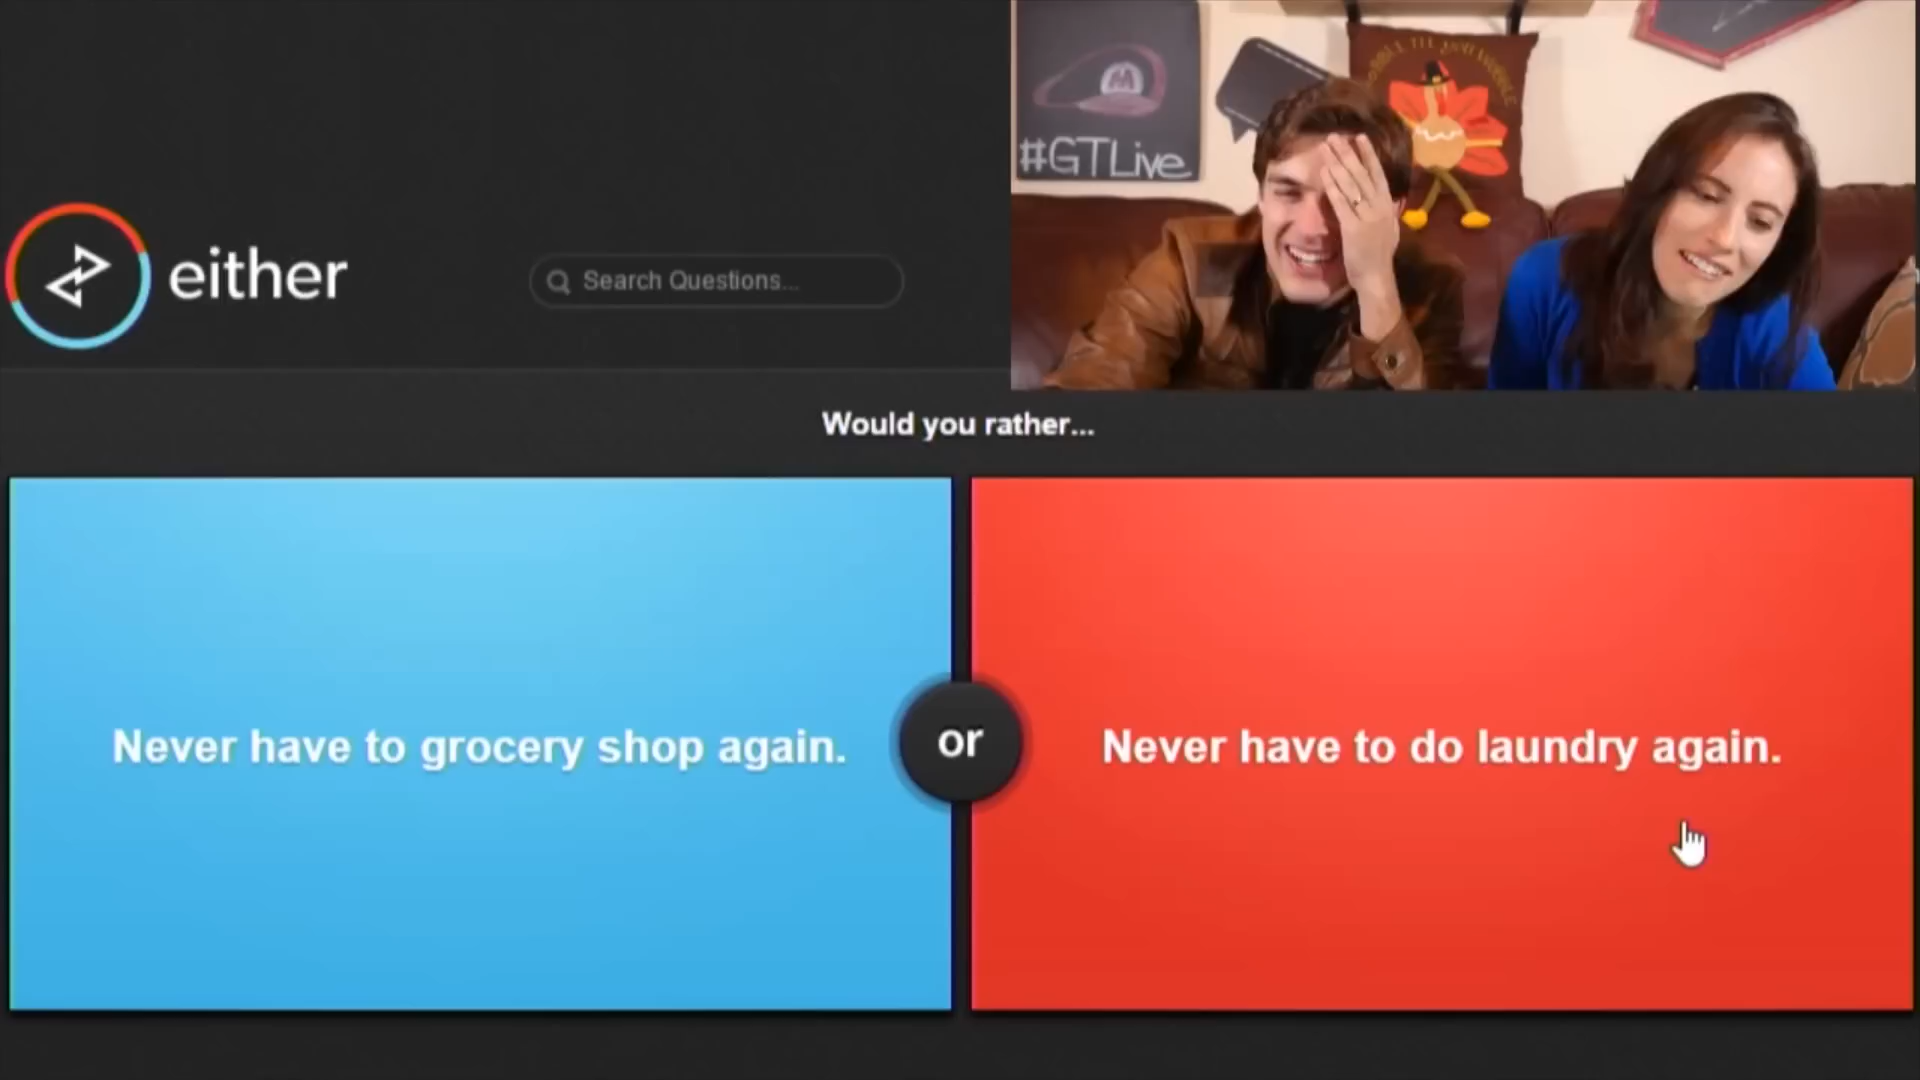 #GTLive
either
Search Questions...
Would you rather...
Never have to grocery shop again.
or
Never have to do laundry again.